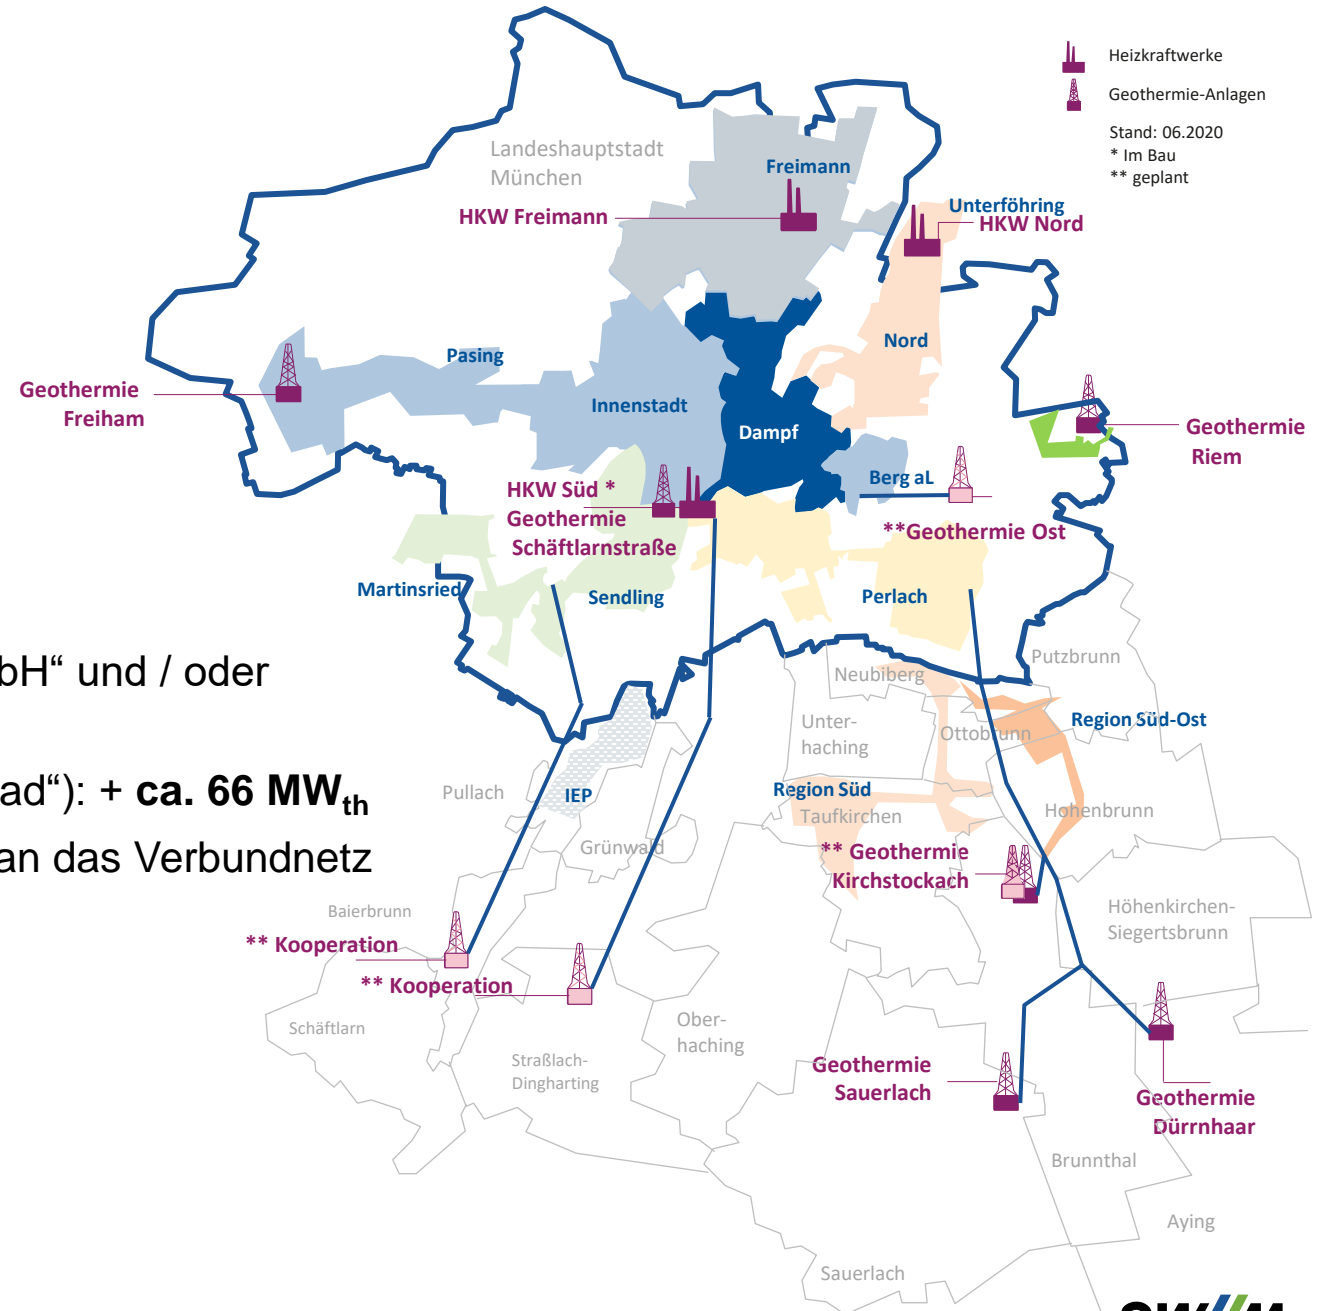 Heizkraftwerke
Geothermie-Anlagen
Stand: 06.2020
* Im Bau
** geplant
Landeshauptstadt
München
Freimann
HKW Freimann
Unterföhring
HKW Nord
Nord
Pasing
Geothermie
Freiham
Innenstadt
Dampf
Geothermie
Riem
Berg aL
HKW Süd *
Geothermie
Schäftlarnstraße
**Geothermie Ost
Martinsried
Sendling
Perlach
bH“ und / oder
Putzbrunn
Neubiberg
Unter-
haching
Ottobrunn
Region Süd-Ost
ad“): + ca. 66 MWth
Pullach
IEP
Region Süd
Taufkirchen
Hohenbrunn
an das Verbundnetz
Grünwald
** Geothermie
Kirchstockach
Baierbrunn
Höhenkirchen-
Siegertsbrunn
** Kooperation
** Kooperation
Schäftlarn
Ober-
haching
Straßlach-
Dingharting
Geothermie
Sauerlach
Geothermie
Dürrnhaar
Brunnthal
Aying
Sauerlach